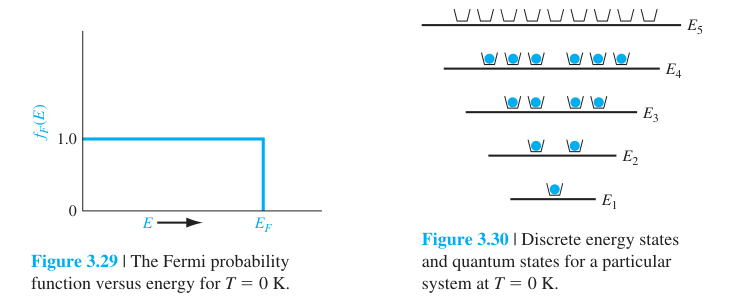 f_F(E)
1.0
0
E
E_F
Figure 3.29 | The Fermi probability
function versus energy for T = 0 K.
E_5
E_4
E_3
E_2
E_1
Figure 3.30 | Discrete energy states
and quantum states for a particular
system at T = 0 K.